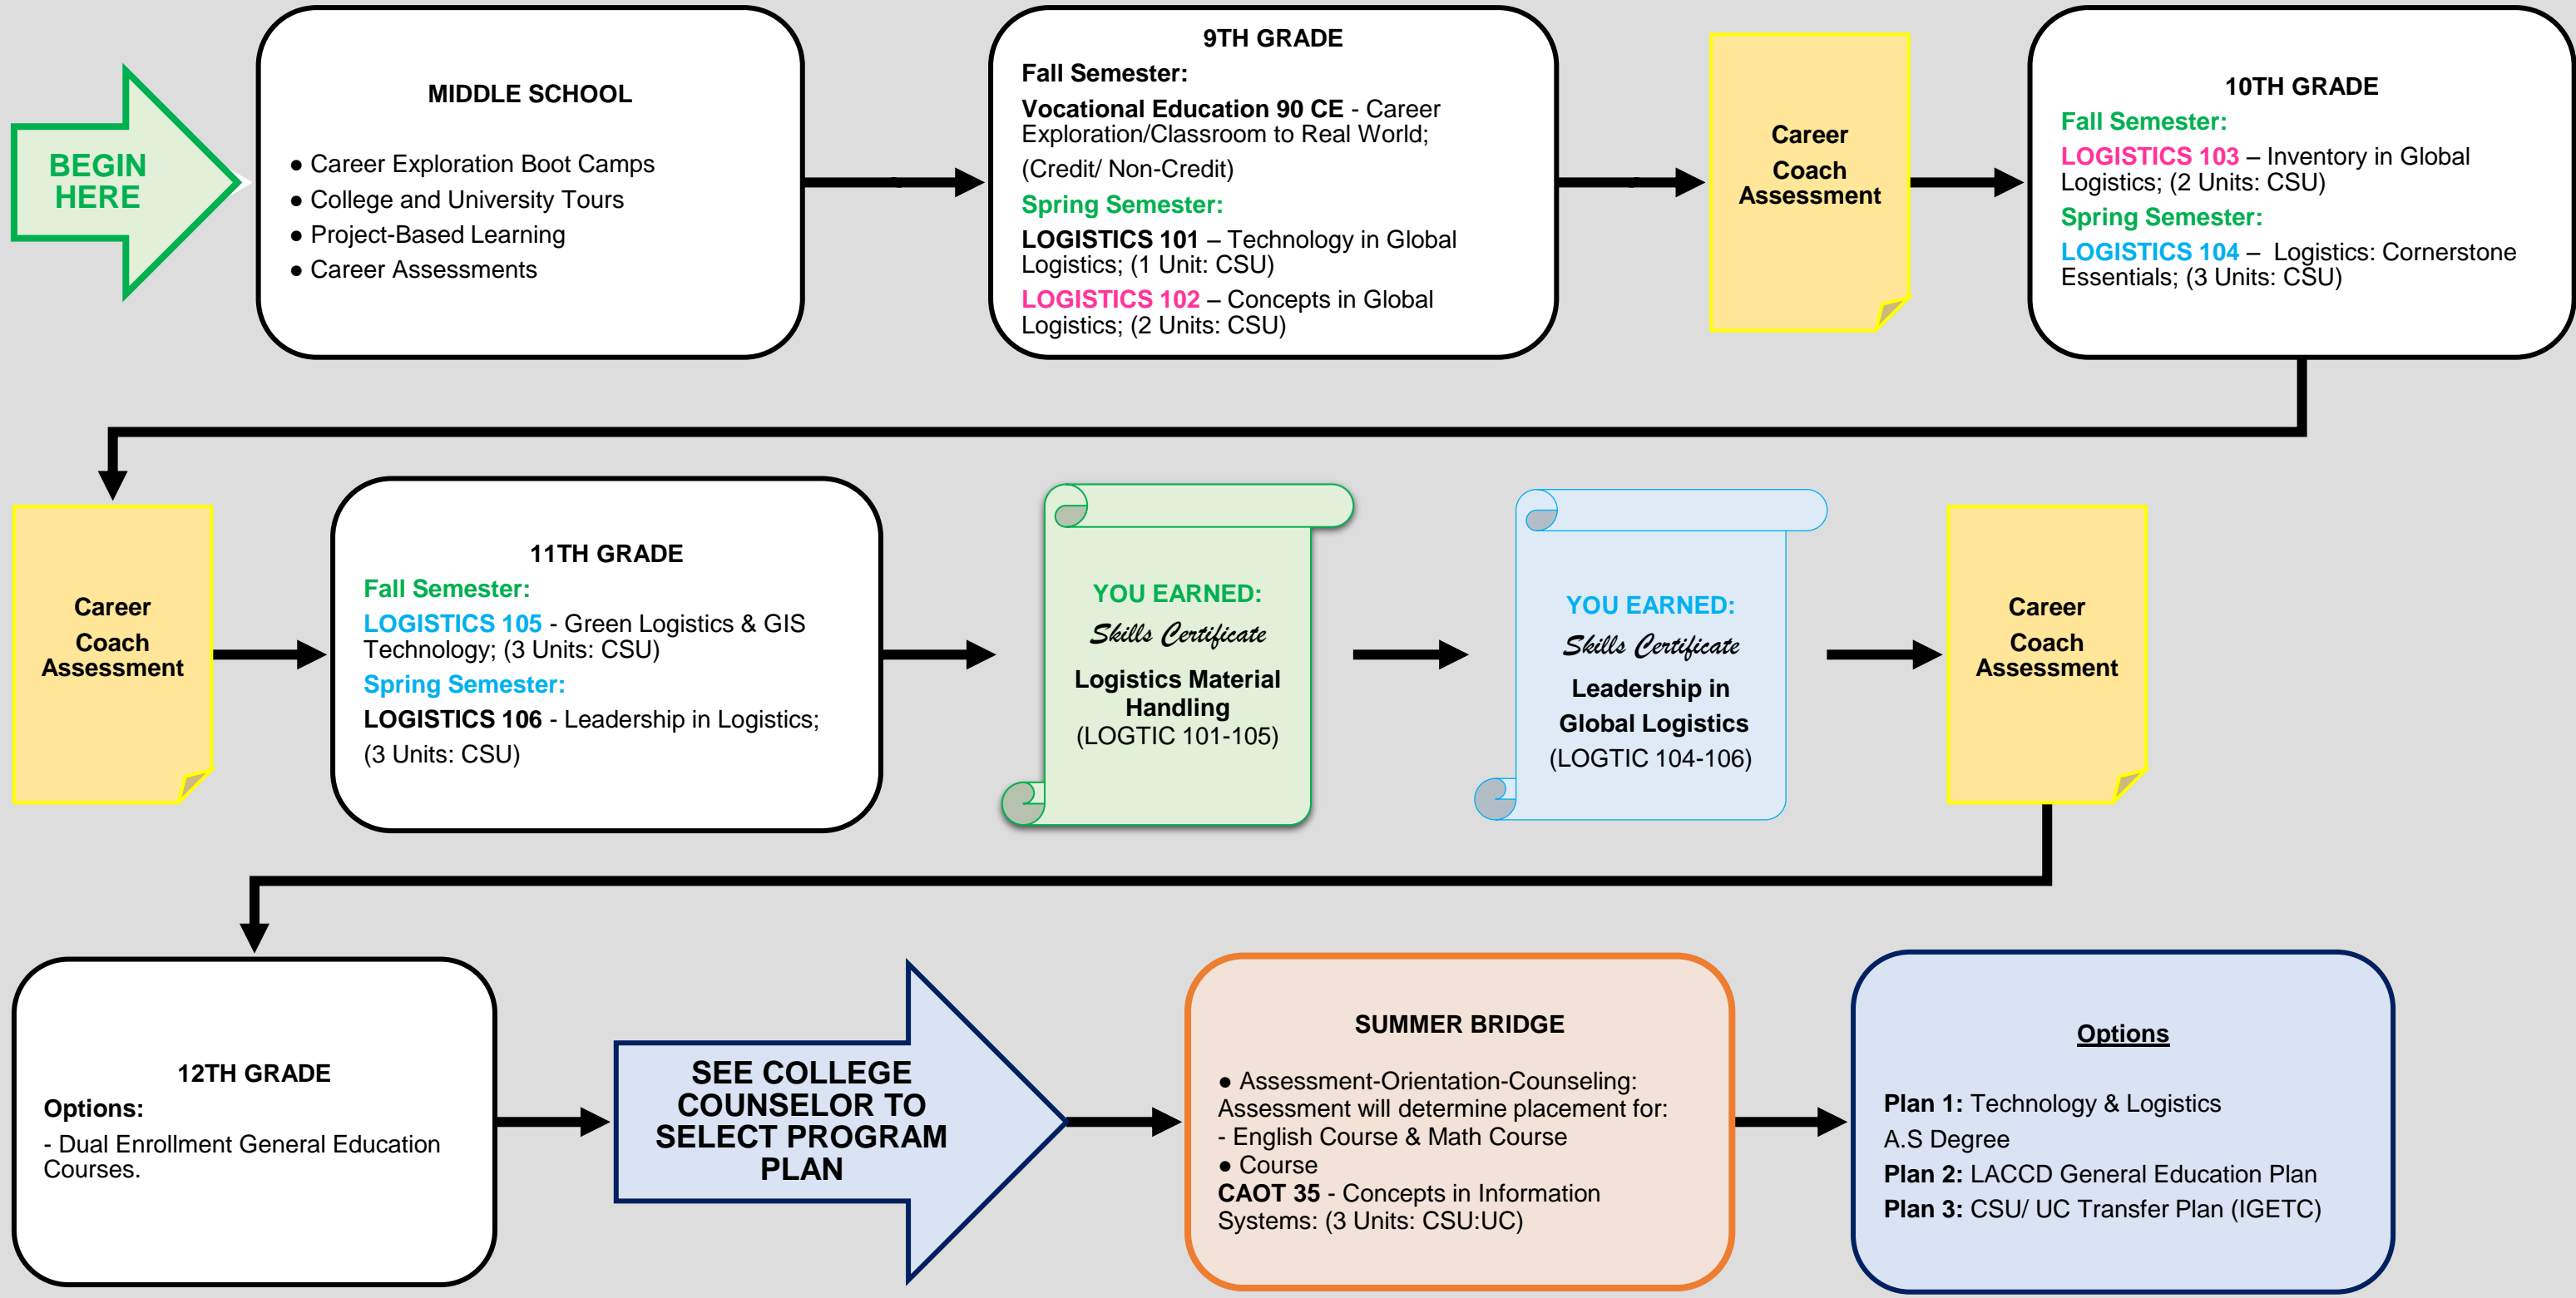 BEGIN
HERE
MIDDLE SCHOOL
● Career Exploration Boot Camps
● College and University Tours
● Project-Based Learning
● Career Assessments
9TH GRADE
Fall Semester:
Vocational Education 90 CE - Career
Exploration/Classroom to Real World;
(Credit/ Non-Credit)
Spring Semester:
LOGISTICS 101 – Technology in Global
Logistics; (1 Unit: CSU)
LOGISTICS 102 – Concepts in Global
Logistics; (2 Units: CSU)
Career
Coach
Assessment
10TH GRADE
Fall Semester:
LOGISTICS 103 – Inventory in Global
Logistics; (2 Units: CSU)
Spring Semester:
LOGISTICS 104 – Logistics: Cornerstone
Essentials; (3 Units: CSU)
Career
Coach
Assessment
11TH GRADE
Fall Semester:
LOGISTICS 105 - Green Logistics & GIS
Technology; (3 Units: CSU)
Spring Semester:
LOGISTICS 106 - Leadership in Logistics;
(3 Units: CSU)
YOU EARNED:
Skills Certificate
Logistics Material
Handling
(LOGTIC 101-105)
YOU EARNED:
Skills Certificate
Leadership in
Global Logistics
(LOGTIC 104-106)
Career
Coach
Assessment
12TH GRADE
Options:
- Dual Enrollment General Education
Courses.
SEE COLLEGE
COUNSELOR TO
SELECT PROGRAM
PLAN
SUMMER BRIDGE
● Assessment-Orientation-Counseling:
Assessment will determine placement for:
- English Course & Math Course
● Course
CAOT 35 - Concepts in Information
Systems: (3 Units: CSU:UC)
Options
Plan 1: Technology & Logistics
A.S Degree
Plan 2: LACCD General Education Plan
Plan 3: CSU/ UC Transfer Plan (IGETC)